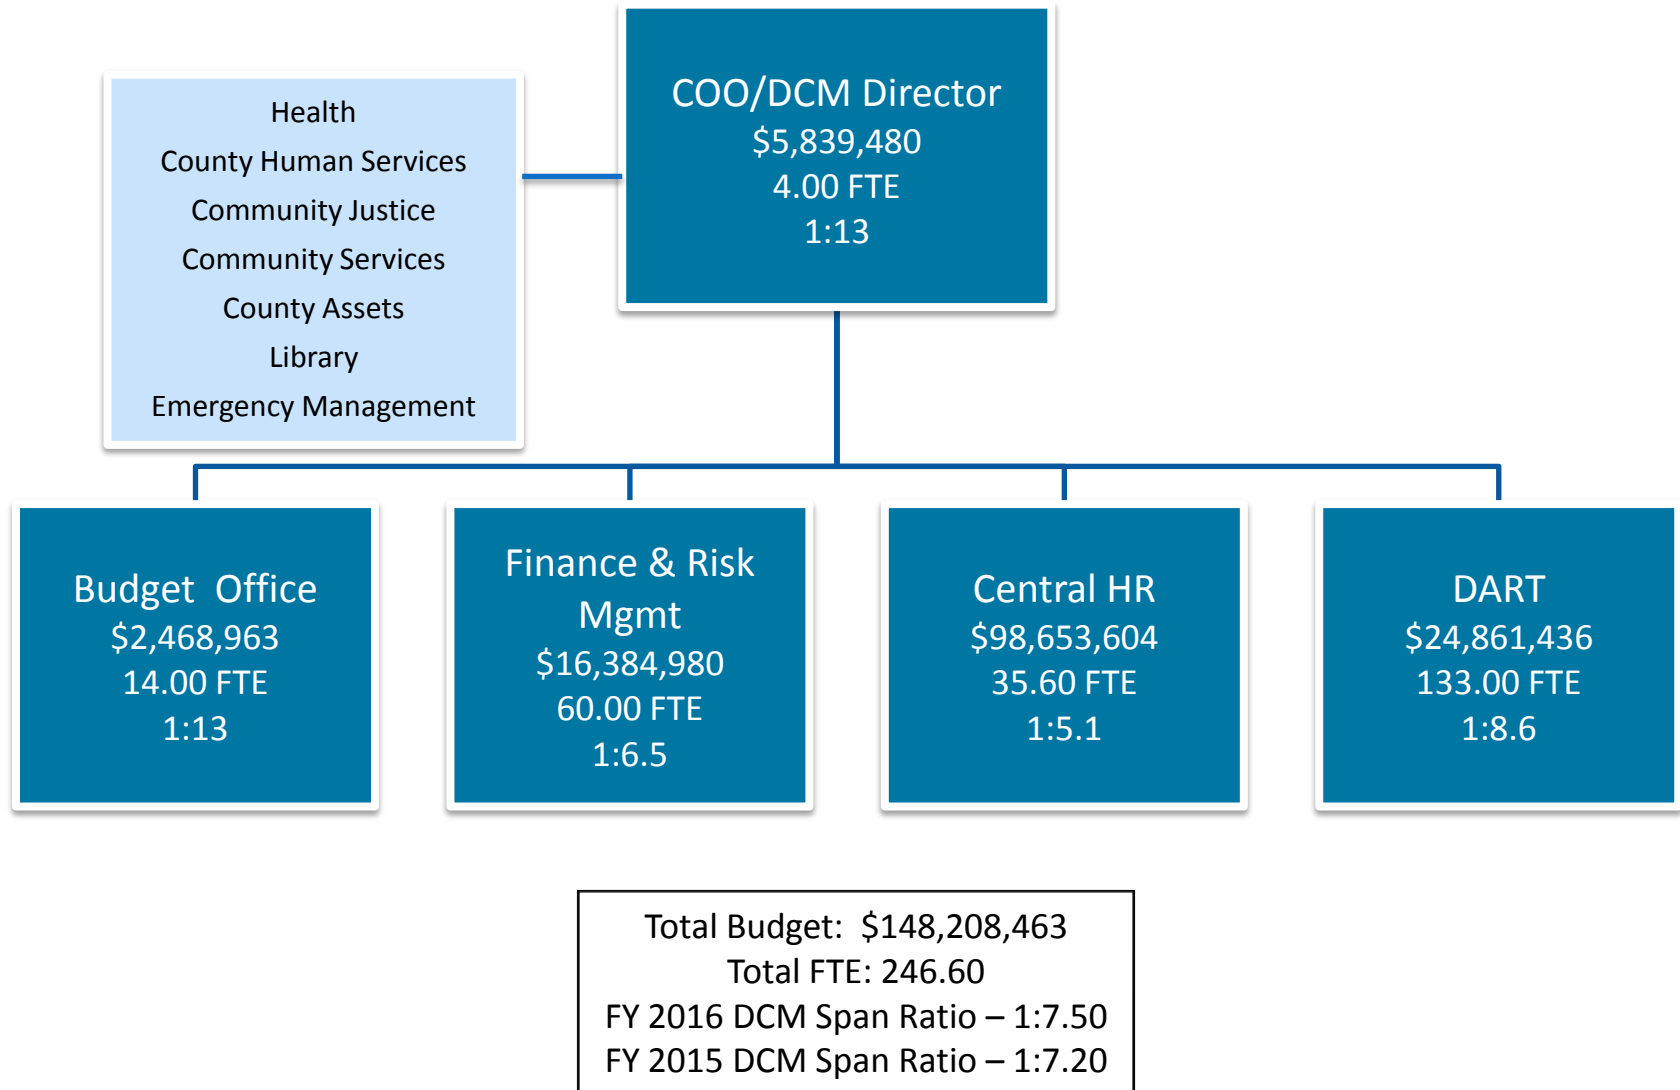 COO/DCM Director
$5,839,480
4.00 FTE
1:13
Health
County Human Services
Community Justice
Community Services
County Assets
Library
Emergency Management
Budget  Office
$2,468,963
14.00 FTE
1:13
Finance & Risk
Mgmt
$16,384,980
60.00 FTE
1:6.5
Central HR
$98,653,604
35.60 FTE
1:5.1
DART
$24,861,436
133.00 FTE
1:8.6
Total Budget:  $148,208,463
Total FTE: 246.60
FY 2016 DCM Span Ratio – 1:7.50
FY 2015 DCM Span Ratio – 1:7.20